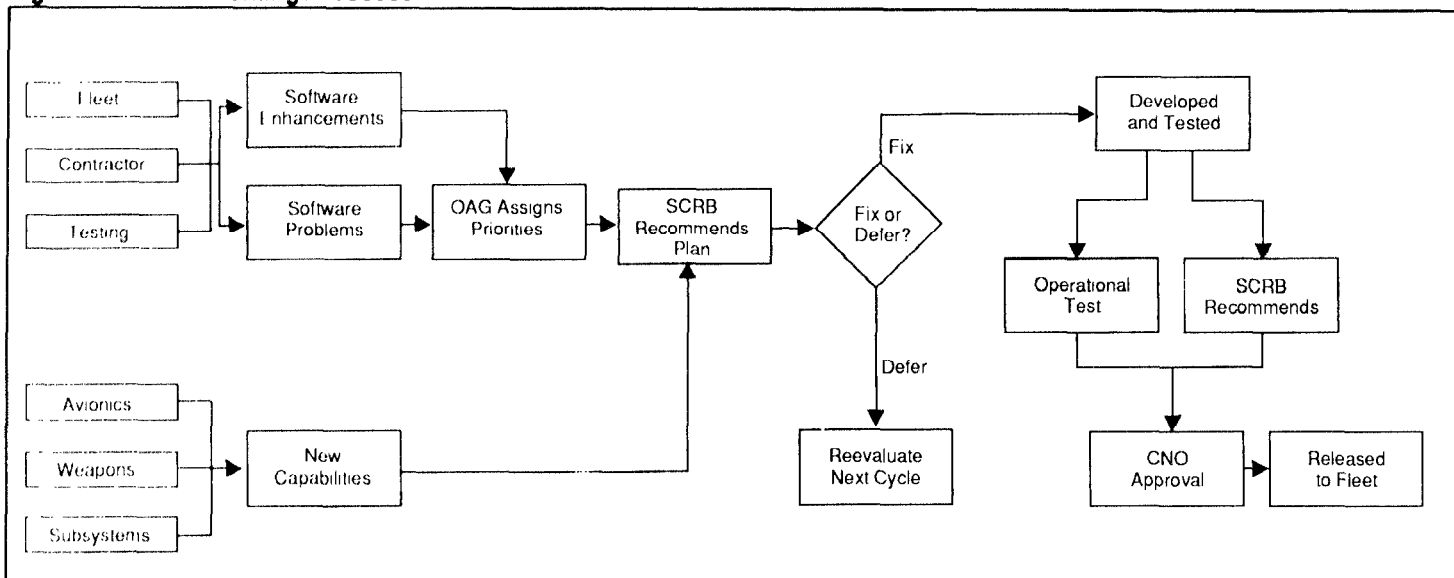 Fleet
Contractor
Testing
Software
Enhancements
Software
Problems
OAG Assigns
Priorities
SCRB
Recommends
Plan
Fix or
Defer?
Fix
Defer
Developed
and Tested
Operational
Test
SCRB
Recommends
Reevaluate
Next Cycle
CNO
Approval
Released
to Fleet
Avionics
Weapons
Subsystems
New
Capabilities